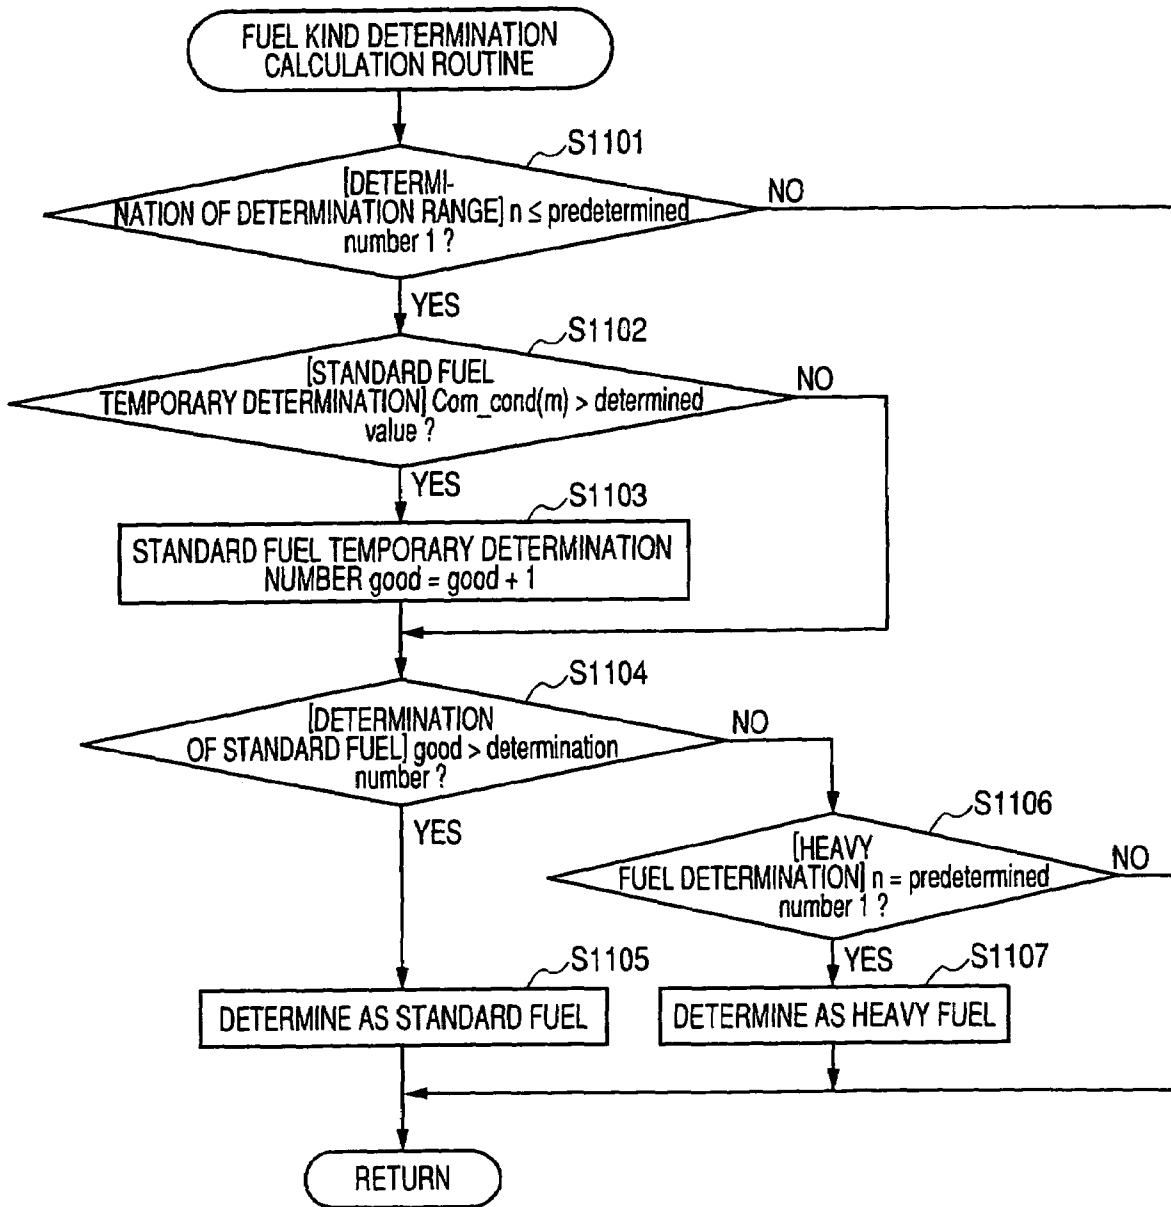 FUEL KIND DETERMINATION
CALCULATION ROUTINE
S1101
[DETERMI-
NATION OF DETERMINATION RANGE] n ≤ predetermined
number 1 ?
NO
YES
S1102
[STANDARD FUEL
TEMPORARY DETERMINATION] Com_cond(m) > determined
value ?
NO
YES
S1103
STANDARD FUEL TEMPORARY DETERMINATION
NUMBER good = good + 1
S1104
[DETERMINATION
OF STANDARD FUEL] good > determination
number ?
NO
YES
S1106
[HEAVY
FUEL DETERMINATION] n = predetermined
number 1 ?
NO
YES
S1105
DETERMINE AS STANDARD FUEL
S1107
DETERMINE AS HEAVY FUEL
RETURN